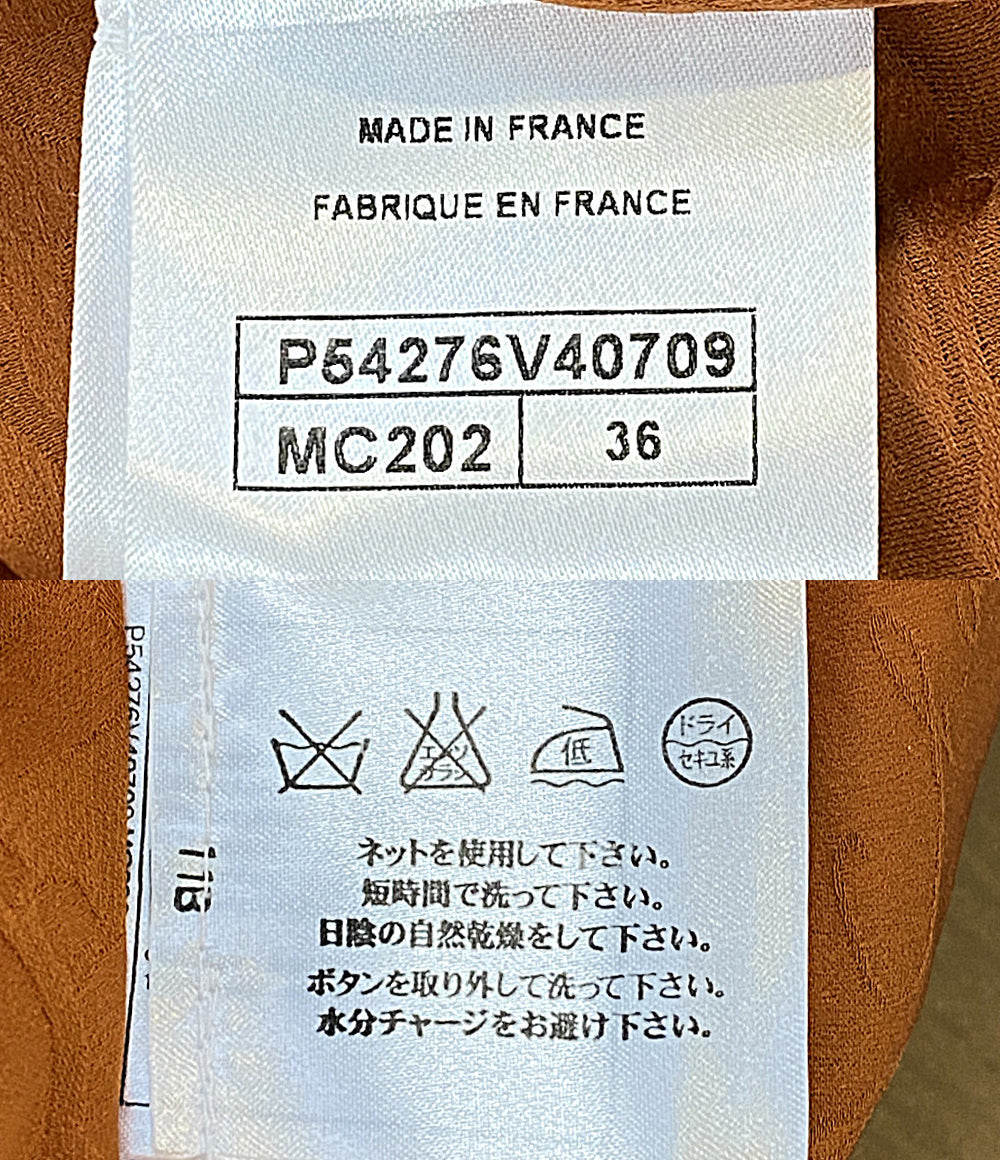 MADE IN FRANCE
FABRIQUE EN FRANCE
P54276V40709
MC202 36
エンソ
サラシ
低
ドライ
セキユ系
ネットを使用して下さい。
短時間で洗って下さい。
日陰の自然乾燥をして下さい。
ボタンを取り外して洗って下さい。
水分チャージをお避け下さい。